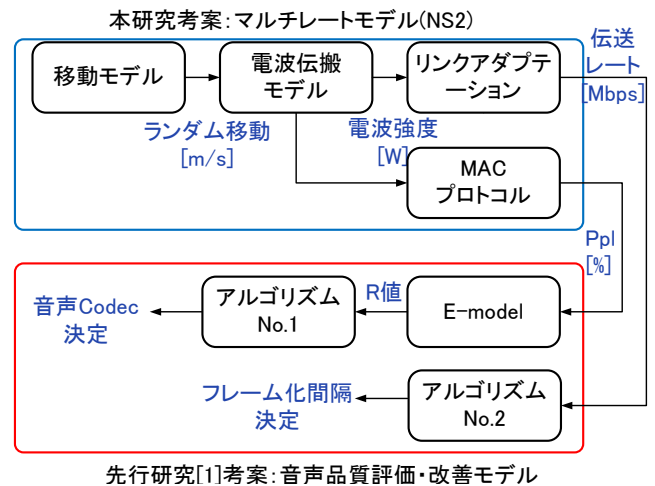 本研究考案：マルチレートモデル(NS2)
移動モデル
電波伝搬
モデル
リンクアダプテ
ーション
伝送
レート
[Mbps]
ランダム移動
[m/s]
電波強度
[W]
MAC
プロトコル
Ppl
[%]
音声Codec
決定
アルゴリズム
No.1
R値
E-model
フレーム化間隔
決定
アルゴリズム
No.2
先行研究[1]考案：音声品質評価・改善モデル